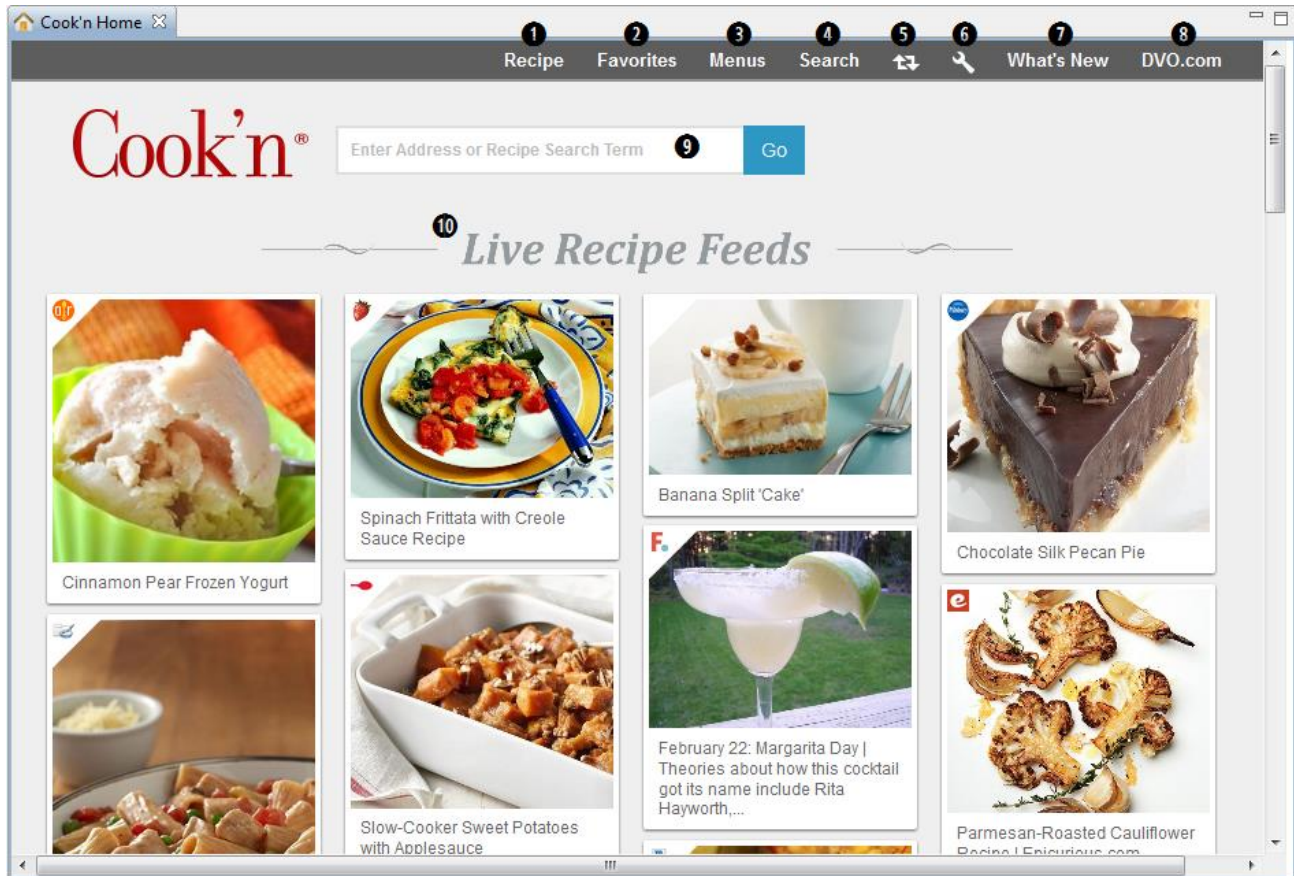 Cook'n Home
1 2 3 4 5 6 7 8
Recipe Favorites Menus Search What's New DVO.com
Cook'n®
Enter Address or Recipe Search Term 9 Go
10
Live Recipe Feeds
Cinnamon Pear Frozen Yogurt
Spinach Frittata with Creole
Sauce Recipe
Slow-Cooker Sweet Potatoes
with Applesauce
Banana Split 'Cake'
F.
February 22: Margarita Day |
Theories about how this cocktail
got its name include Rita
Hayworth,...
Chocolate Silk Pecan Pie
e
Parmesan-Roasted Cauliflower
Recipe | Epicurious.com